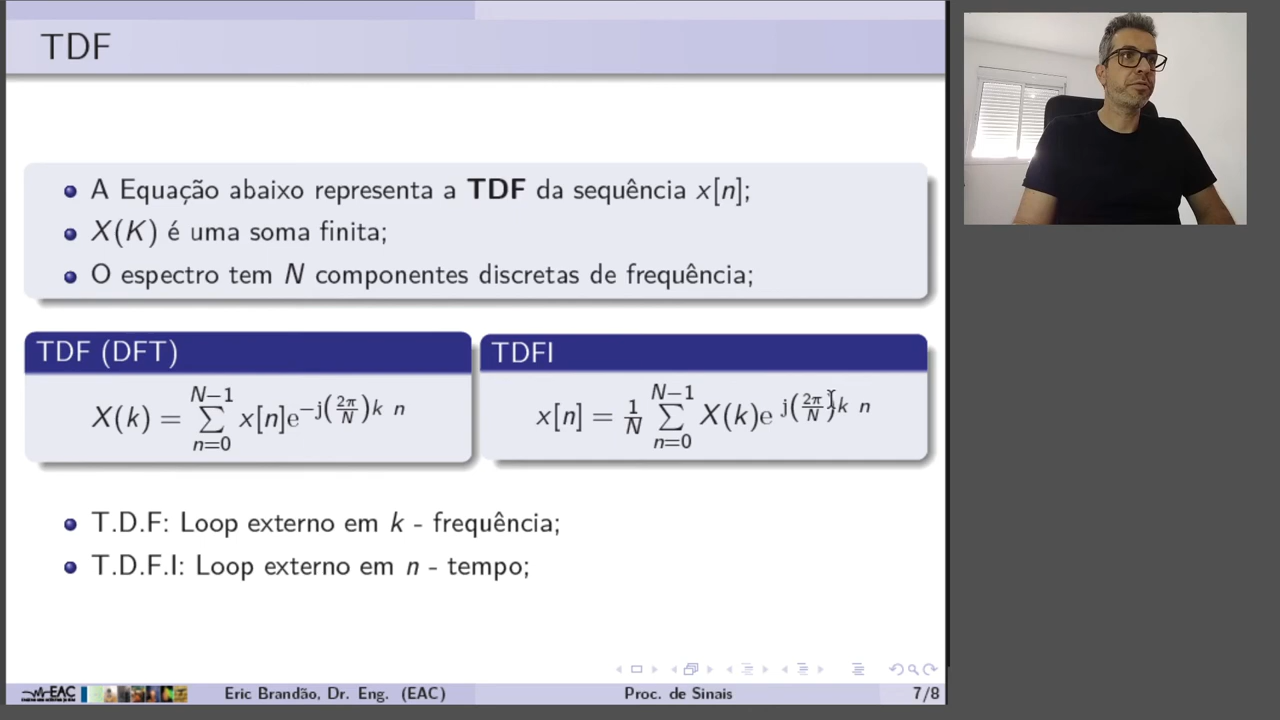 TDF
A Equação abaixo representa a TDF da sequência x[n];
X(K) é uma soma finita;
O espectro tem N componentes discretas de frequência;
TDF (DFT)
X(k) = ∑_{n=0}^{N−1} x[n]e^{−j(2π/N)k n}
TDFI
x[n] = 1/N ∑_{n=0}^{N−1} X(k)e^{j(2π/N)k n}
T.D.F: Loop externo em k - frequência;
T.D.F.I: Loop externo em n - tempo;
EAC
Eric Brandão, Dr. Eng. (EAC)
Proc. de Sinais
7/8